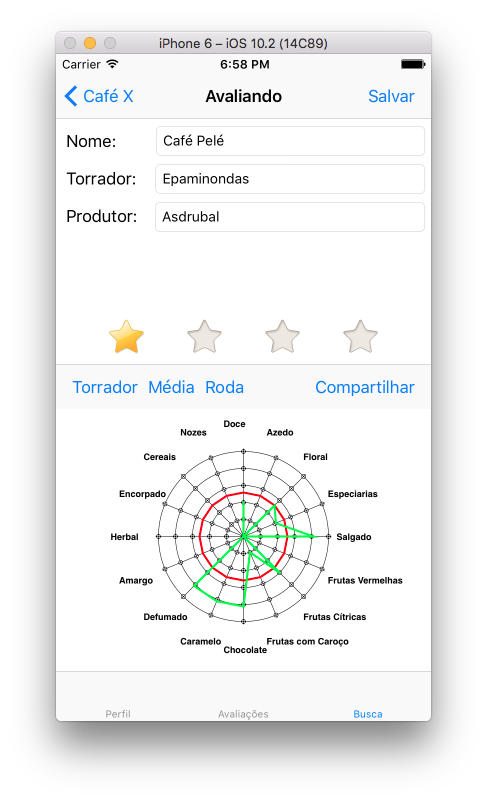 iPhone 6 – iOS 10.2 (14C89)
Carrier 6:58 PM
Café X Avaliando Salvar
Nome: Café Pelé
Torrador: Epaminondas
Produtor: Asdrubal
Torrador Média Roda Compartilhar
Doce
Nozes Azedo
Cereais Floral
Encorpado Especiarias
Herbal Salgado
Amargo Frutas Vermelhas
Defumado Frutas Cítricas
Caramelo Frutas com Caroço
Chocolate
Perfil Avaliações Busca